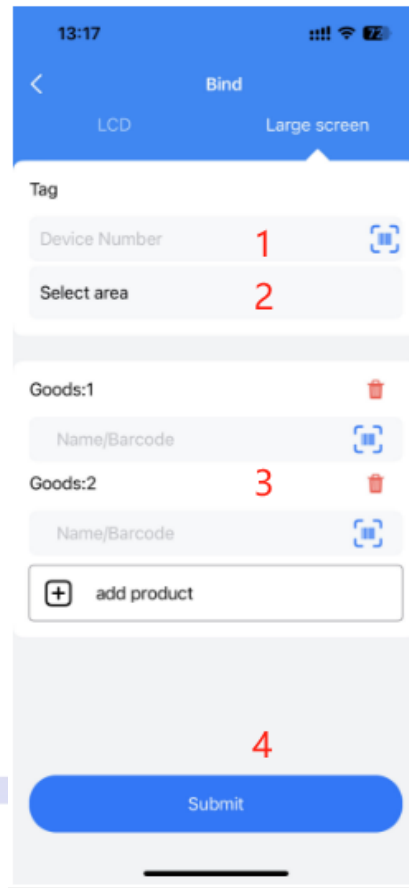 13:17 72
Bind
LCD Large screen
Tag
Device Number 1
Select area 2
Goods:1
Name/Barcode
Goods:2 3
Name/Barcode
add product
4
Submit